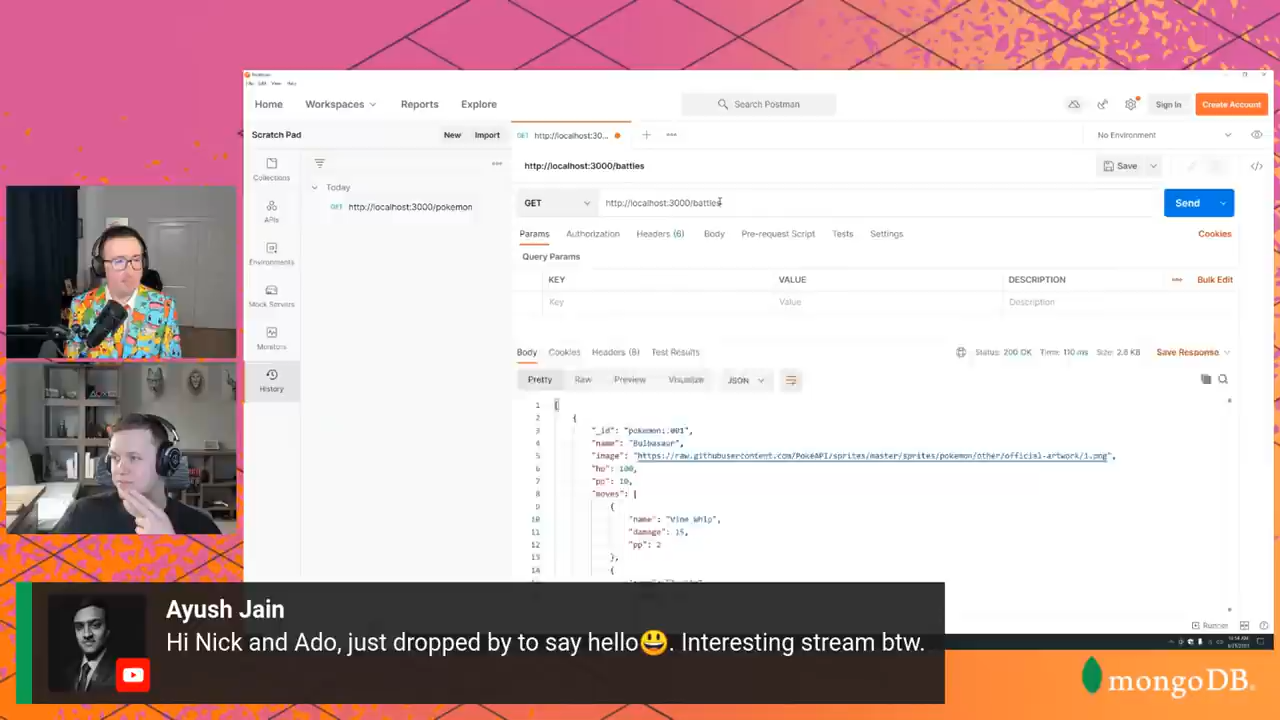 File Edit View Help
Home Workspaces Reports Explore
Search Postman
Sign In Create Account
Scratch Pad New Import
GET http://localhost:30...
No Environment
http://localhost:3000/battles
Save
Collections
APIs
Environments
Mock Servers
Monitors
History
Today
GET http://localhost:3000/pokemon
GET http://localhost:3000/battles Send
Params Authorization Headers (6) Body Pre-request Script Tests Settings Cookies
Query Params
KEY VALUE DESCRIPTION Bulk Edit
Key Value Description
Body Cookies Headers (8) Test Results Status: 200 OK Time: 110 ms Size: 2.8 KB Save Response
Pretty Raw Preview Visualize JSON
1 [
2 {
3 "_id": "pokemon:001",
4 "name": "Bulbasaur",
5 "image": "https://raw.githubusercontent.com/PokeAPI/sprites/master/sprites/pokemon/other/official-artwork/1.png",
6 "hp": 100,
7 "pp": 10,
8 "moves": [
9 {
10 "name": "Vine Whip",
11 "damage": 15,
12 "pp": 2
13 },
14 {
Runner
Ayush Jain
Hi Nick and Ado, just dropped by to say hello😃. Interesting stream btw.
mongoDB.